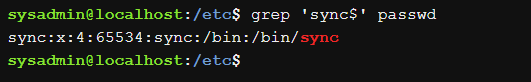 sysadmin@localhost:/etc$ grep 'sync$' passwd
sync:x:4:65534:sync:/bin:/bin/sync
sysadmin@localhost:/etc$